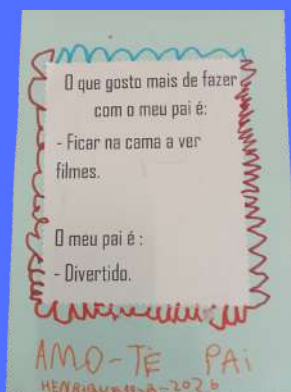 O que gosto mais de fazer
com o meu pai é:
- Ficar na cama a ver
filmes.
O meu pai é :
- Divertido.
AMO-TE PAi